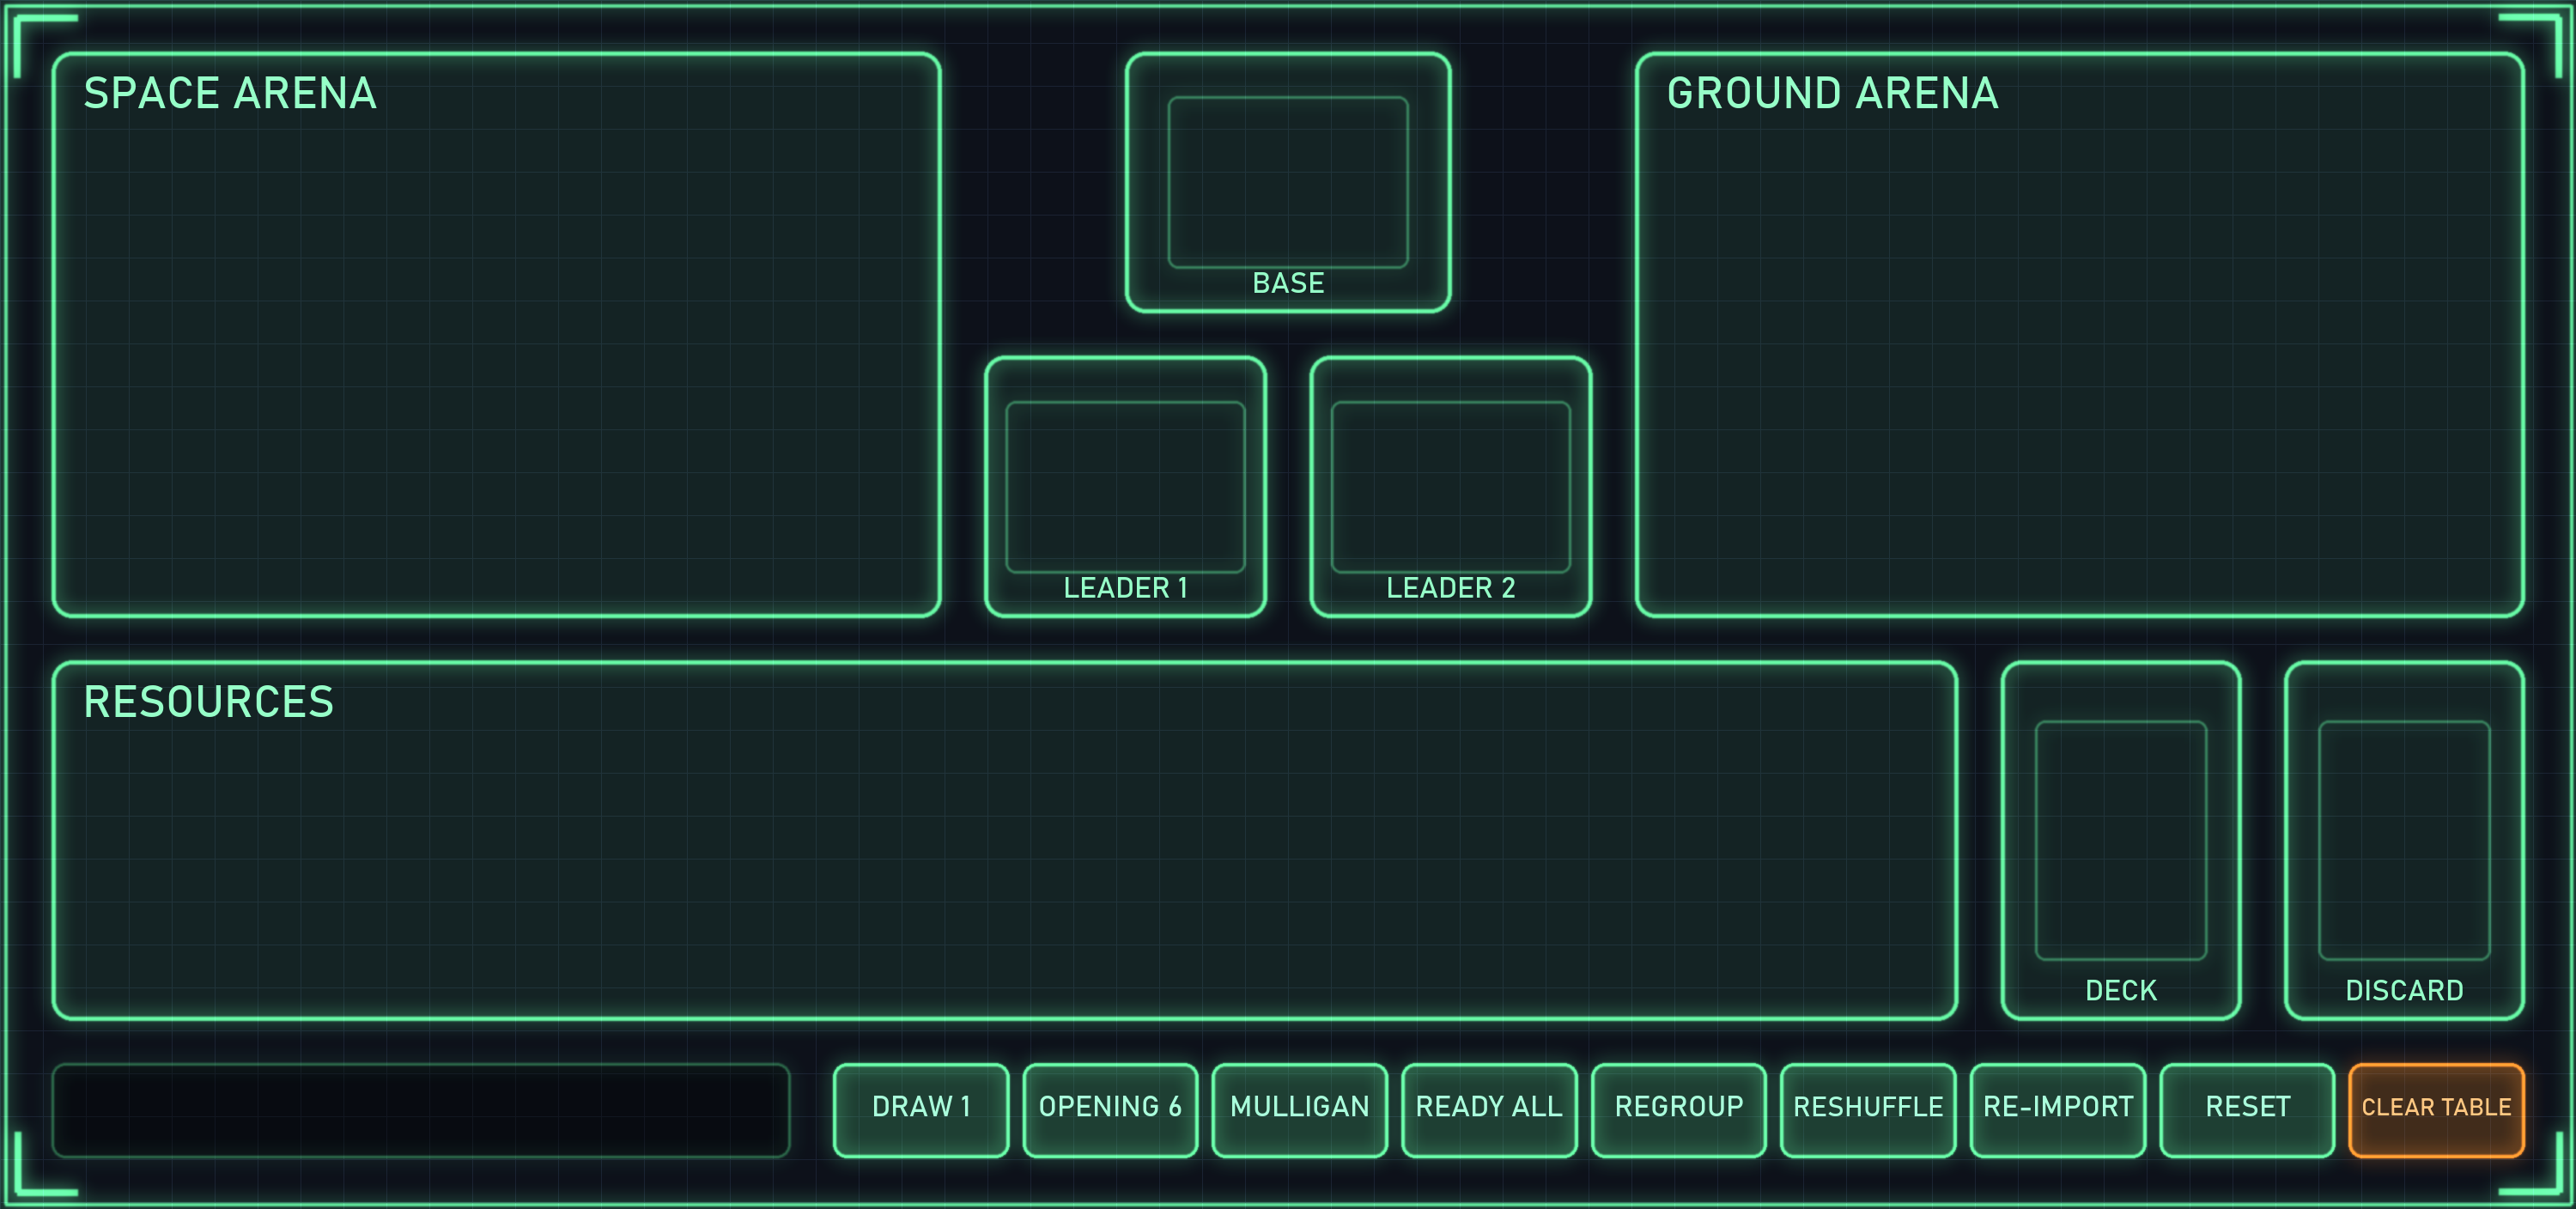 SPACE ARENA
BASE
GROUND ARENA
LEADER 1
LEADER 2
RESOURCES
DECK
DISCARD
DRAW 1
OPENING 6
MULLIGAN
READY ALL
REGROUP
RESHUFFLE
RE-IMPORT
RESET
CLEAR TABLE